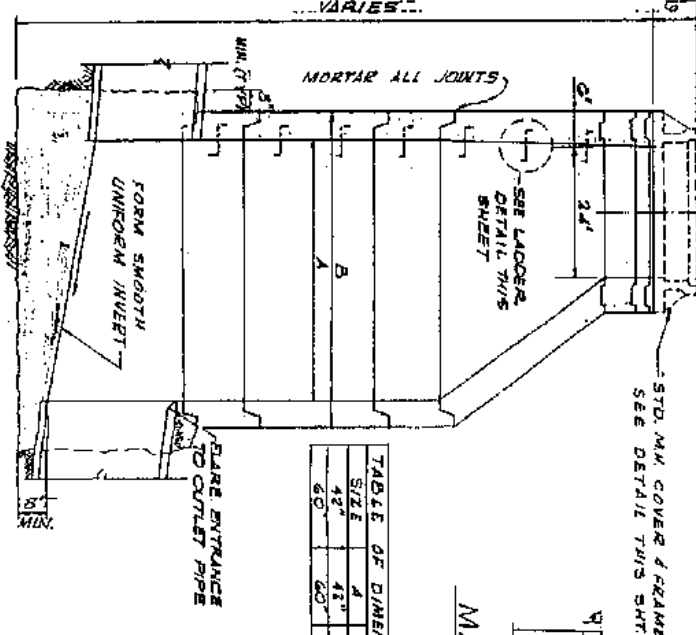 VARIES
MORTAR ALL JOINTS
6"
24"
SEE LADDER
DETAIL THIS
SHEET
MIN. (TYP)
B
A
FORM SMOOTH
UNIFORM INVERT
STD. M.H. COVER & FRAME
SEE DETAIL THIS SHT.
FLARE ENTRANCE
TO OUTLET PIPE
8"
MIN.
TABLE OF DIMEN
SIZE A
42" 42"
60" 60"
M